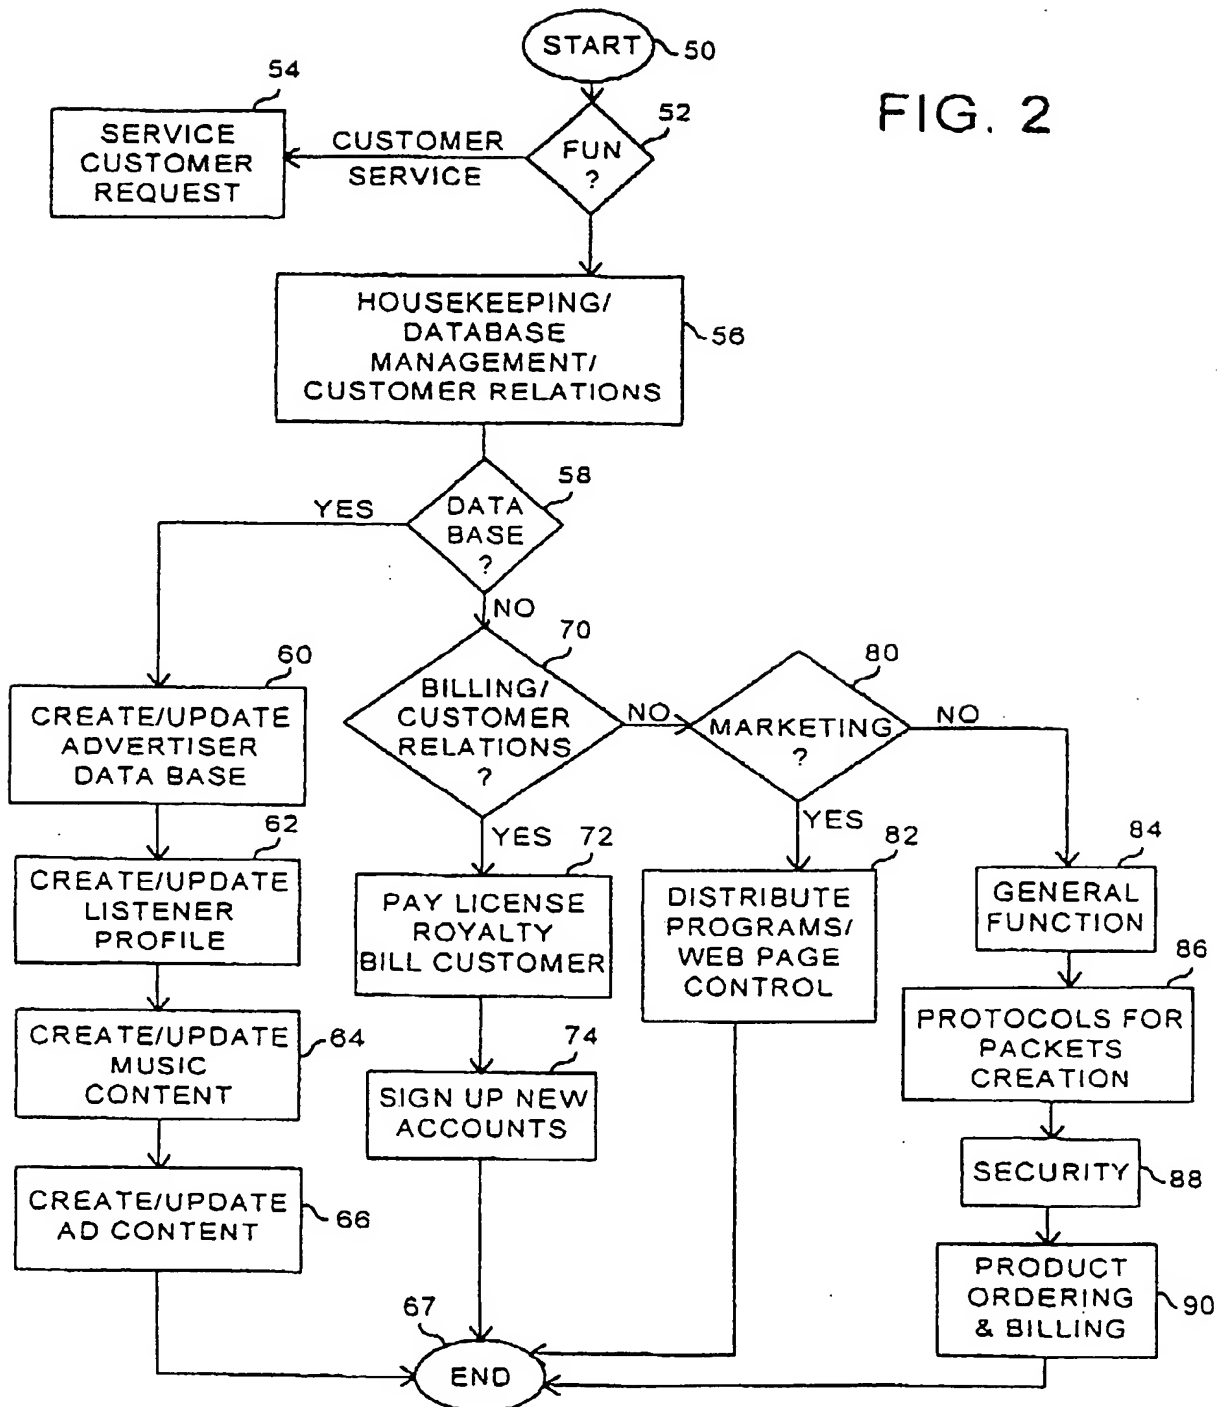 START
50
FIG. 2
54
SERVICE
CUSTOMER
REQUEST
CUSTOMER
SERVICE
52
FUN
?
HOUSEKEEPING/
DATABASE
MANAGEMENT/
CUSTOMER RELATIONS
56
58
DATA
BASE
?
YES
NO
60
CREATE/UPDATE
ADVERTISER
DATA BASE
62
CREATE/UPDATE
LISTENER
PROFILE
CREATE/UPDATE
MUSIC
CONTENT
64
CREATE/UPDATE
AD CONTENT
66
70
BILLING/
CUSTOMER
RELATIONS
?
NO
YES
72
PAY LICENSE
ROYALTY
BILL CUSTOMER
74
SIGN UP NEW
ACCOUNTS
80
MARKETING
?
NO
YES
82
DISTRIBUTE
PROGRAMS/
WEB PAGE
CONTROL
84
GENERAL
FUNCTION
86
PROTOCOLS FOR
PACKETS
CREATION
SECURITY
88
PRODUCT
ORDERING
& BILLING
90
67
END